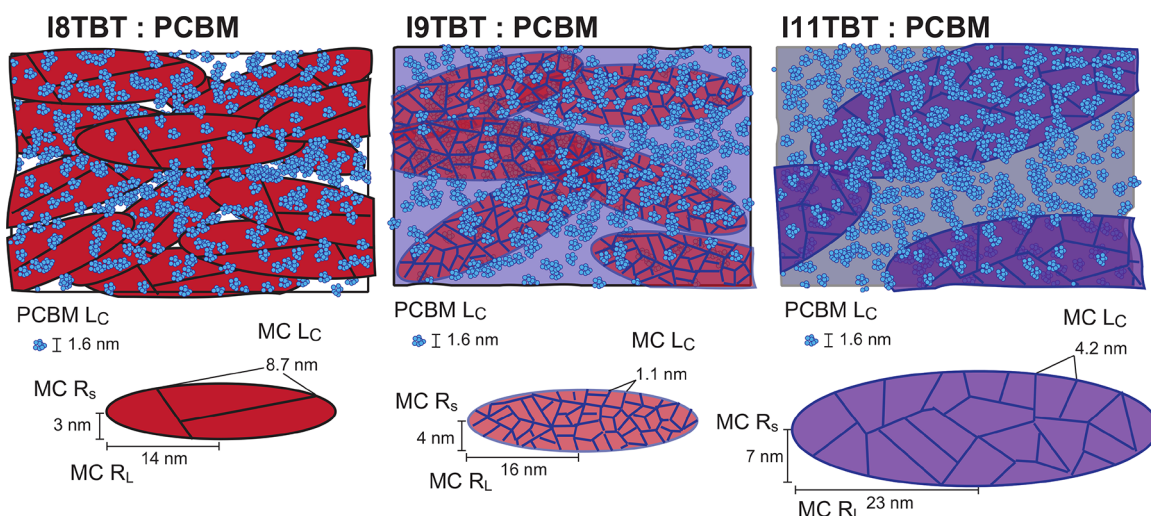 I8TBT : PCBM
I9TBT : PCBM
I11TBT : PCBM
PCBM LC
1.6 nm
MC LC
8.7 nm
MC Rs
3 nm
14 nm
MC RL
PCBM LC
1.6 nm
MC LC
1.1 nm
MC Rs
4 nm
16 nm
MC RL
PCBM LC
1.6 nm
MC LC
4.2 nm
MC Rs
7 nm
MC RL 23 nm